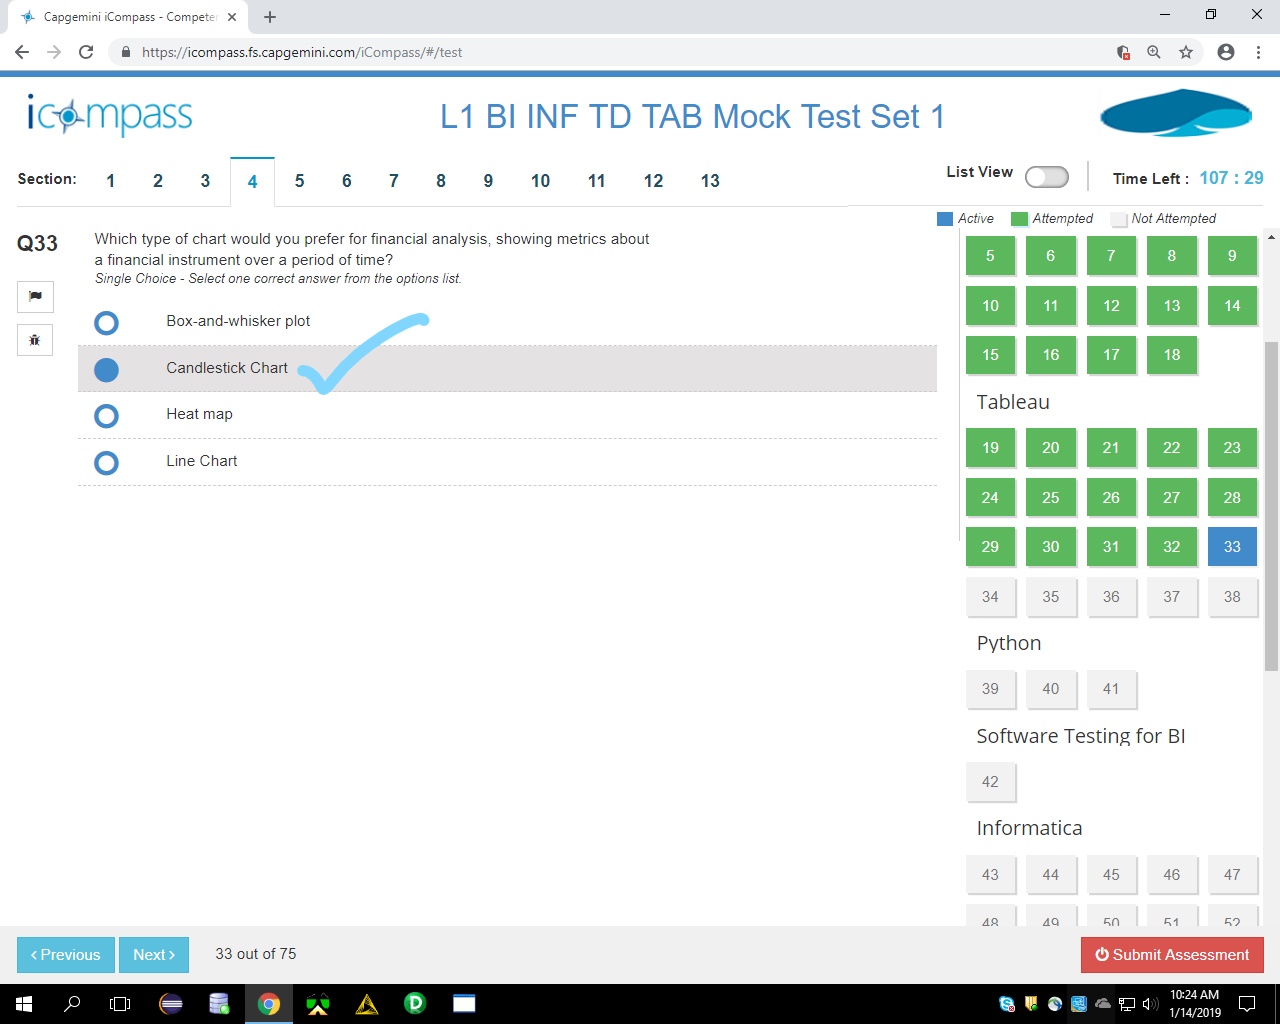 Capgemini iCompass - Compete
https://icompass.fs.capgemini.com/iCompass/#/test
icompass
L1 BI INF TD TAB Mock Test Set 1
Section: 1 2 3 4 5 6 7 8 9 10 11 12 13
List View
Time Left : 107 : 29
Active Attempted Not Attempted
Q33
Which type of chart would you prefer for financial analysis, showing metrics about
a financial instrument over a period of time?
Single Choice - Select one correct answer from the options list.
Box-and-whisker plot
Candlestick Chart
Heat map
Line Chart
5 6 7 8 9
10 11 12 13 14
15 16 17 18
Tableau
19 20 21 22 23
24 25 26 27 28
29 30 31 32 33
34 35 36 37 38
Python
39 40 41
Software Testing for BI
42
Informatica
43 44 45 46 47
48 49 50 51 52
Previous
Next
33 out of 75
Submit Assessment
10:24 AM
1/14/2019